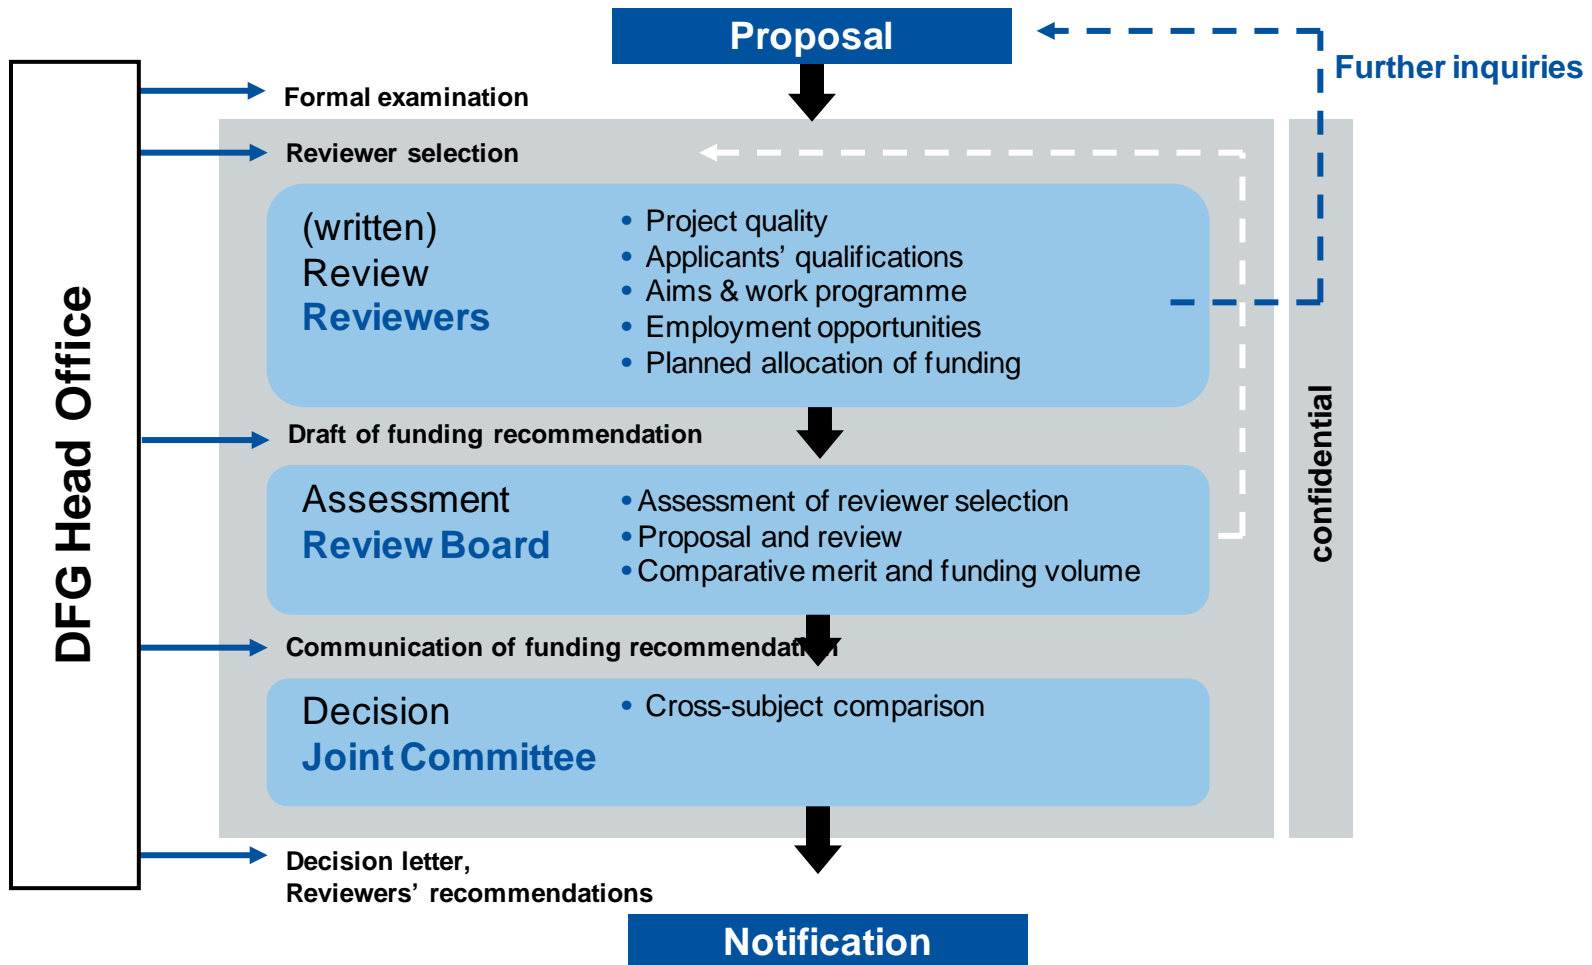 Proposal
Further inquiries
DFG Head Office
Formal examination
Reviewer selection
(written)
Review
Reviewers
• Project quality
• Applicants’ qualifications
• Aims & work programme
• Employment opportunities
• Planned allocation of funding
confidential
Draft of funding recommendation
Assessment
Review Board
• Assessment of reviewer selection
• Proposal and review
• Comparative merit and funding volume
Communication of funding recommendation
Decision
Joint Committee
• Cross-subject comparison
Decision letter,
Reviewers’ recommendations
Notification